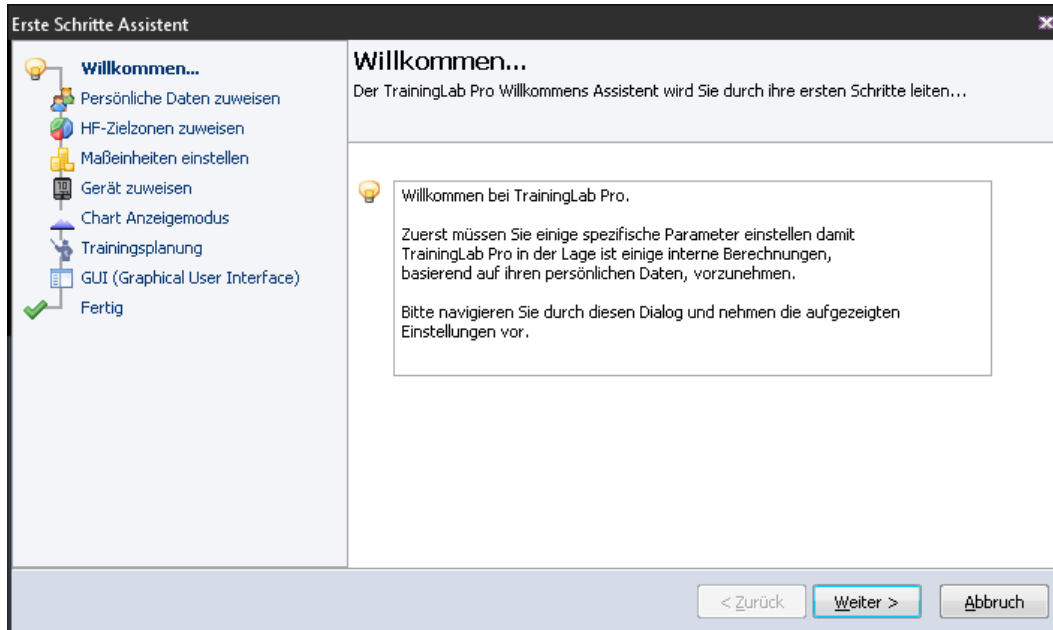 Erste Schritte Assistent
Willkommen...
Persönliche Daten zuweisen
HF-Zielzonen zuweisen
Maßeinheiten einstellen
Gerät zuweisen
Chart Anzeigemodus
Trainingsplanung
GUI (Graphical User Interface)
Fertig
Willkommen...
Der TrainingLab Pro Willkommens Assistent wird Sie durch ihre ersten Schritte leiten...
Willkommen bei TrainingLab Pro.
Zuerst müssen Sie einige spezifische Parameter einstellen damit
TrainingLab Pro in der Lage ist einige interne Berechnungen,
basierend auf ihren persönlichen Daten, vorzunehmen.
Bitte navigieren Sie durch diesen Dialog und nehmen die aufgezeigten
Einstellungen vor.
< Zurück
Weiter >
Abbruch